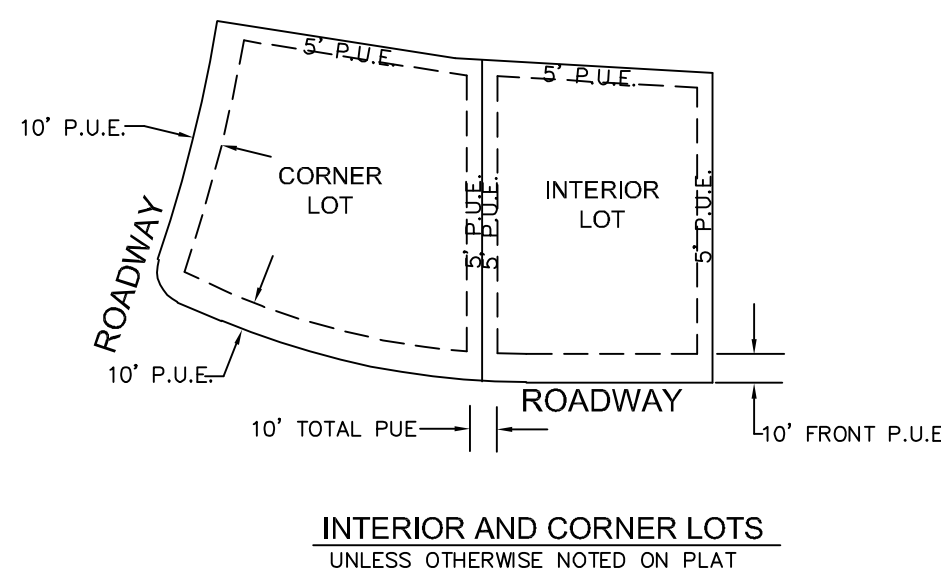 5' P.U.E.
5' P.U.E.
10' P.U.E.
CORNER
LOT
INTERIOR
LOT
5' P.U.E.
5' P.U.E.
5' P.U.E.
ROADWAY
10' P.U.E.
ROADWAY
10' TOTAL PUE
10' FRONT P.U.E
INTERIOR AND CORNER LOTS
UNLESS OTHERWISE NOTED ON PLAT